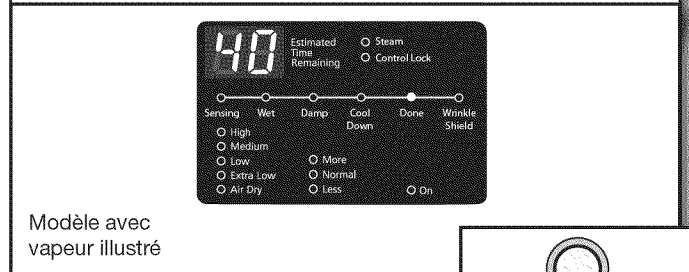 40
Estimated
Time
Remaining
Steam
Control Lock
Sensing Wet Damp Cool Down Done Wrinkle Shield
High
Medium
Low
Extra Low
Air Dry
More
Normal
Less
On
Modèle avec
vapeur illustré